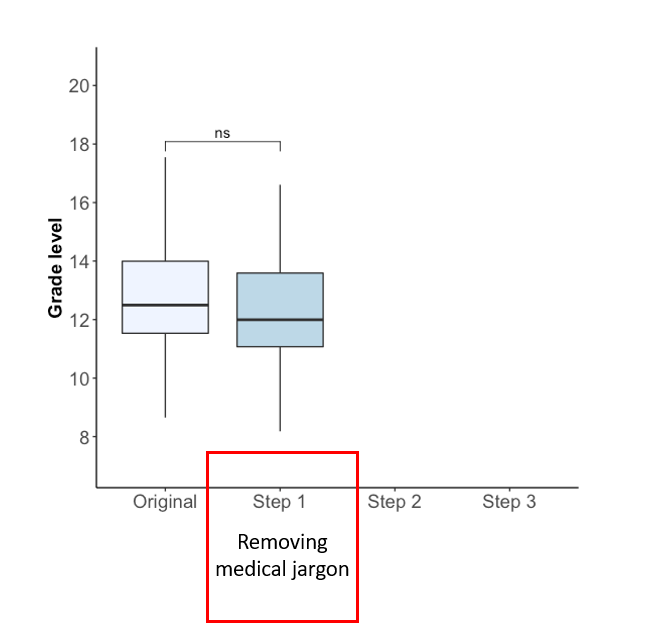 20
18
16
14
12
10
8
Grade level
ns
Original Step 1 Step 2 Step 3
Removing
medical jargon